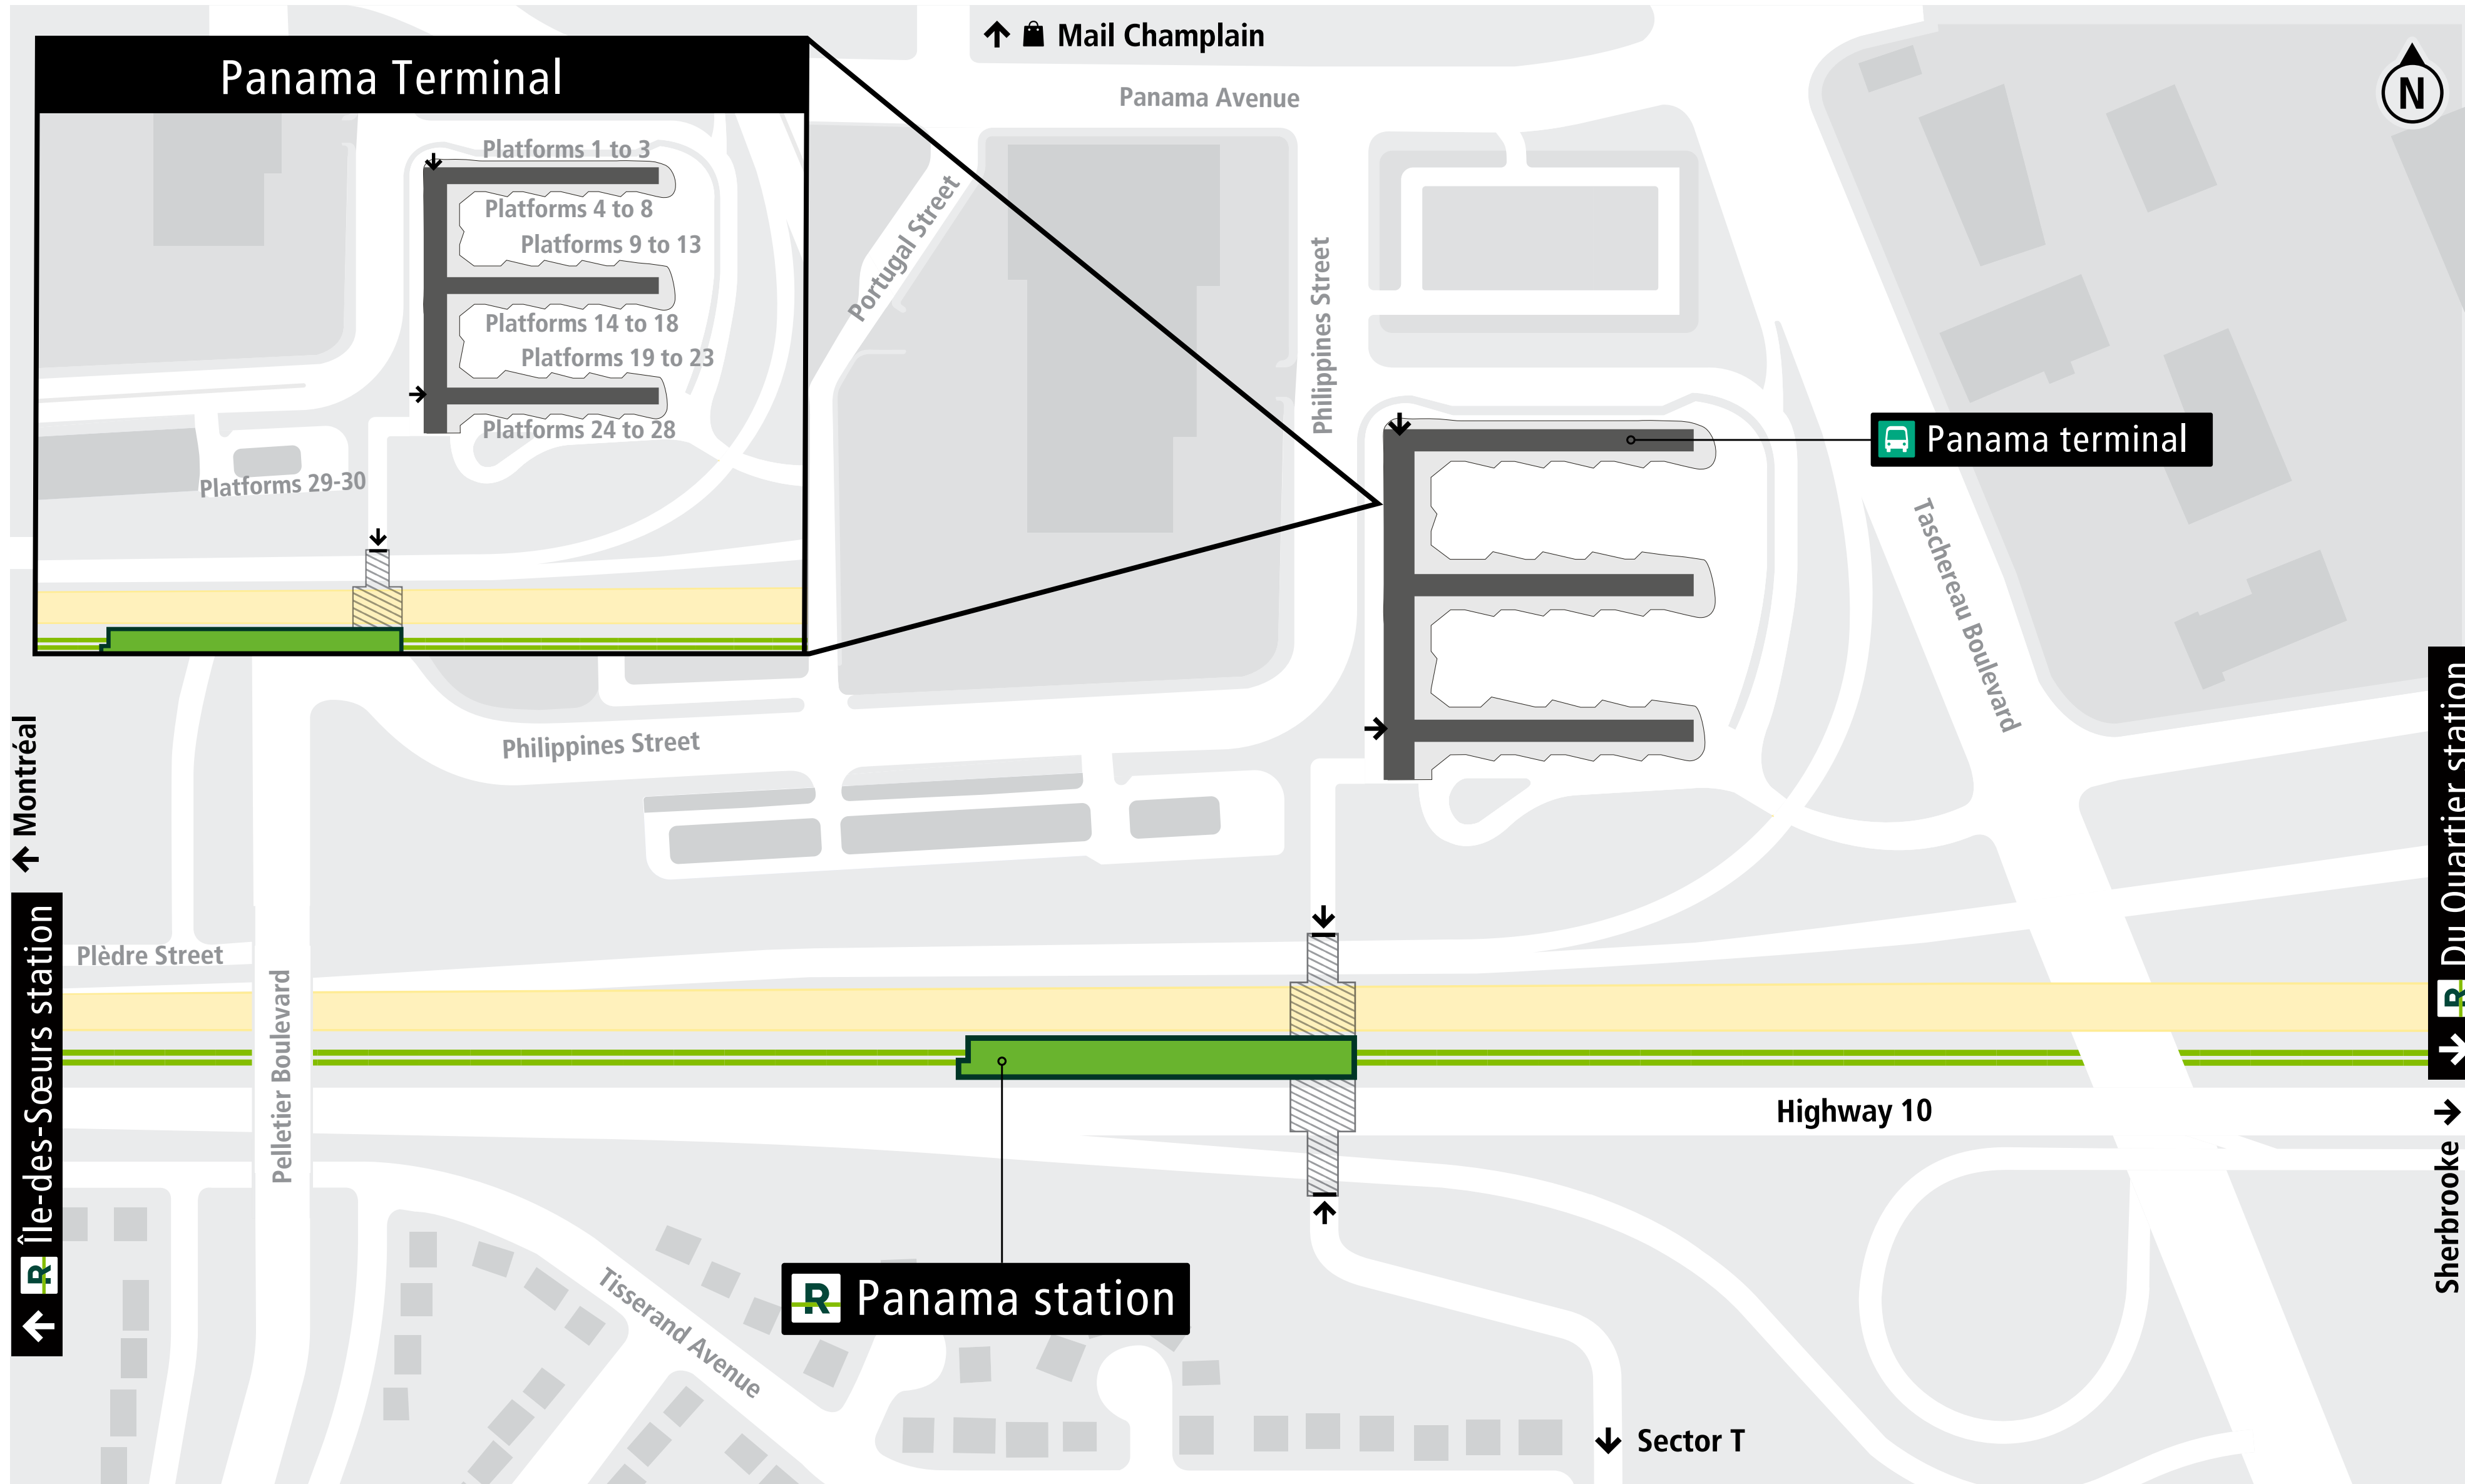 Mail Champlain
Panama Avenue
N
Panama Terminal
Platforms 1 to 3
Platforms 4 to 8
Platforms 9 to 13
Platforms 14 to 18
Platforms 19 to 23
Platforms 24 to 28
Platforms 29-30
Portugal Street
Philippines Street
Panama terminal
Taschereau Boulevard
Philippines Street
Montréal
R Île-des-Sœurs station
Plèdre Street
Pelletier Boulevard
R Du Quartier station
Highway 10
Sherbrooke
R Panama station
Tisserand Avenue
Sector T